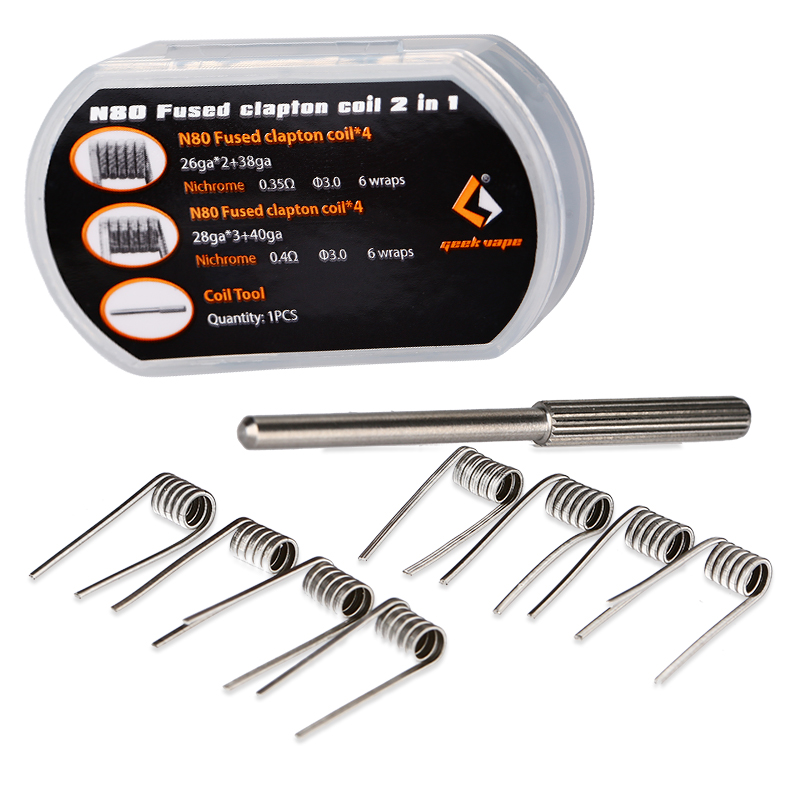 N80 Fused clapton coil 2 in 1
N80 Fused clapton coil*4
26ga*2+38ga
Nichrome 0.35Ω Φ3.0 6 wraps
N80 Fused clapton coil*4
28ga*3+40ga
Nichrome 0.4Ω Φ3.0 6 wraps
®
geek vape
Coil Tool
Quantity: 1PCS